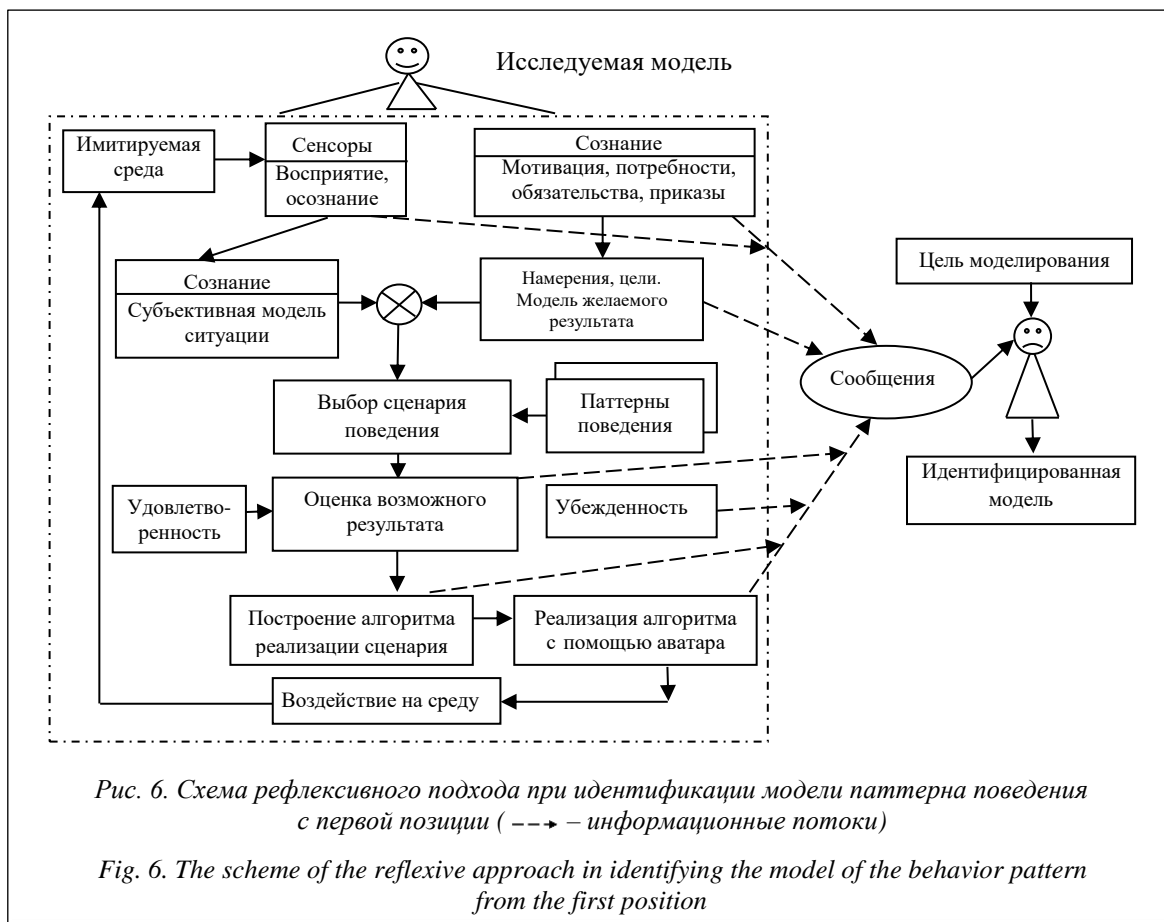 Исследуемая модель
Имитируемая
среда
Сенсоры
Восприятие,
осознание
Сознание
Мотивация, потребности,
обязательства, приказы
Сознание
Субъективная модель
ситуации
Намерения, цели.
Модель желаемого
результата
Цель моделирования
Сообщения
Выбор сценария
поведения
Паттерны
поведения
Идентифицированная
модель
Удовлетво-
ренность
Оценка возможного
результата
Убежденность
Построение алгоритма
реализации сценария
Реализация алгоритма
с помощью аватара
Воздействие на среду
Рис. 6. Схема рефлексивного подхода при идентификации модели паттерна поведения
с первой позиции ( – информационные потоки)
Fig. 6. The scheme of the reflexive approach in identifying the model of the behavior pattern
from the first position